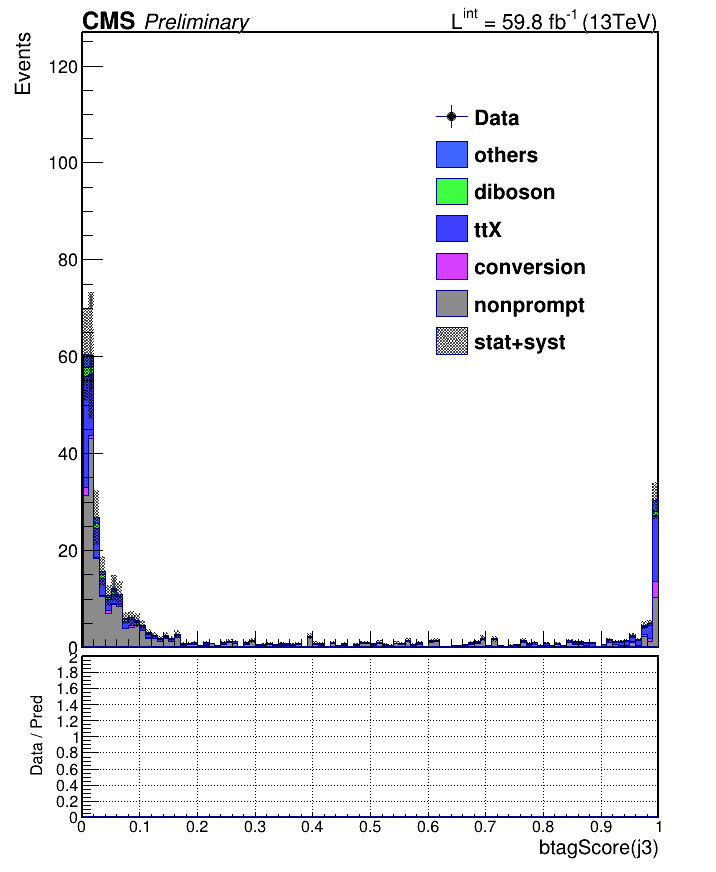 CMS Preliminary
L^int = 59.8 fb^-1 (13TeV)
Events
120
100
80
60
40
20
0
Data
others
diboson
ttX
conversion
nonprompt
stat+syst
Data / Pred
2
1.8
1.6
1.4
1.2
1
0.8
0.6
0.4
0.2
0
0 0.1 0.2 0.3 0.4 0.5 0.6 0.7 0.8 0.9 1
btagScore(j3)